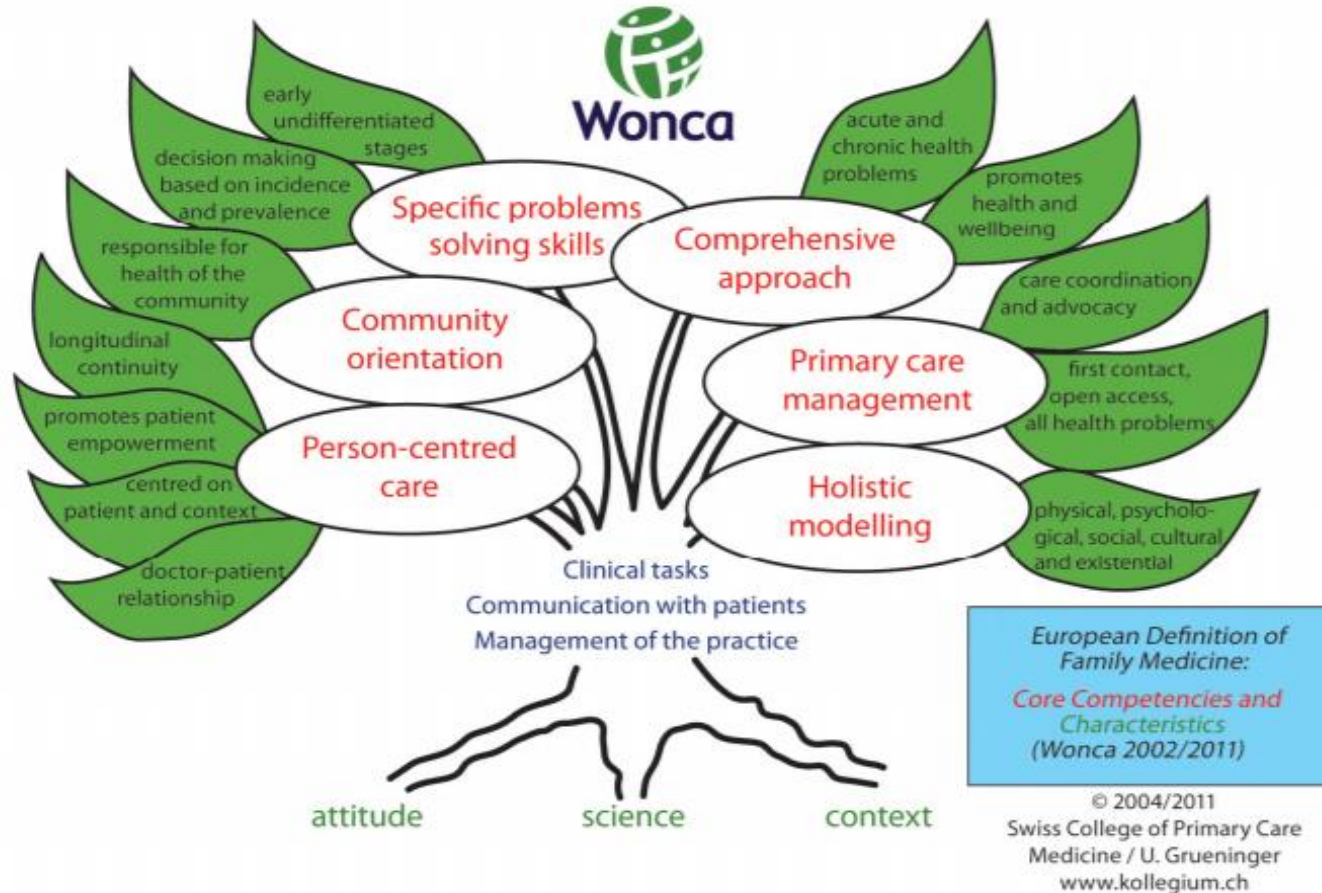 Wonca
early
undifferentiated
stages
decision making
based on incidence
and prevalence
responsible for
health of the
community
longitudinal
continuity
promotes patient
empowerment
centred on
patient and context
doctor-patient
relationship
Specific problems
solving skills
Community
orientation
Person-centred
care
Comprehensive
approach
Primary care
management
Holistic
modelling
acute and
chronic health
problems
promotes
health and
wellbeing
care coordination
and advocacy
first contact,
open access,
all health problems
physical, psycholo-
gical, social, cultural
and existential
Clinical tasks
Communication with patients
Management of the practice
attitude
science
context
European Definition of
Family Medicine:
Core Competencies and
Characteristics
(Wonca 2002/2011)
© 2004/2011
Swiss College of Primary Care
Medicine / U. Grueninger
www.kollegium.ch